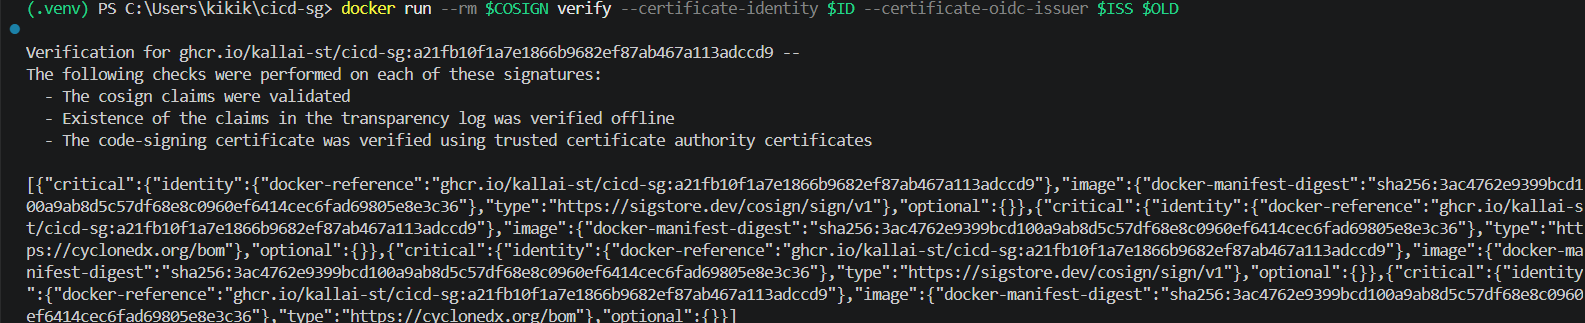 (.venv) PS C:\Users\kikik\cicd-sg> docker run --rm $COSIGN verify --certificate-identity $ID --certificate-oidc-issuer $ISS $OLD
Verification for ghcr.io/kallai-st/cicd-sg:a21fb10f1a7e1866b9682ef87ab467a113adccd9 --
The following checks were performed on each of these signatures:
- The cosign claims were validated
- Existence of the claims in the transparency log was verified offline
- The code-signing certificate was verified using trusted certificate authority certificates
[{"critical":{"identity":{"docker-reference":"ghcr.io/kallai-st/cicd-sg:a21fb10f1a7e1866b9682ef87ab467a113adccd9"},"image":{"docker-manifest-digest":"sha256:3ac4762e9399bcd1
00a9ab8d5c57df68e8c0960ef6414cec6fad69805e8e3c36"},"type":"https://sigstore.dev/cosign/sign/v1"},"optional":{}},{"critical":{"identity":{"docker-reference":"ghcr.io/kallai-s
t/cicd-sg:a21fb10f1a7e1866b9682ef87ab467a113adccd9"},"image":{"docker-manifest-digest":"sha256:3ac4762e9399bcd100a9ab8d5c57df68e8c0960ef6414cec6fad69805e8e3c36"},"type":"htt
ps://cyclonedx.org/bom"},"optional":{}},{"critical":{"identity":{"docker-reference":"ghcr.io/kallai-st/cicd-sg:a21fb10f1a7e1866b9682ef87ab467a113adccd9"},"image":{"docker-ma
nifest-digest":"sha256:3ac4762e9399bcd100a9ab8d5c57df68e8c0960ef6414cec6fad69805e8e3c36"},"type":"https://sigstore.dev/cosign/sign/v1"},"optional":{}},{"critical":{"identity
":{"docker-reference":"ghcr.io/kallai-st/cicd-sg:a21fb10f1a7e1866b9682ef87ab467a113adccd9"},"image":{"docker-manifest-digest":"sha256:3ac4762e9399bcd100a9ab8d5c57df68e8c0960
ef6414cec6fad69805e8e3c36"},"type":"https://cyclonedx.org/bom"},"optional":{}}]